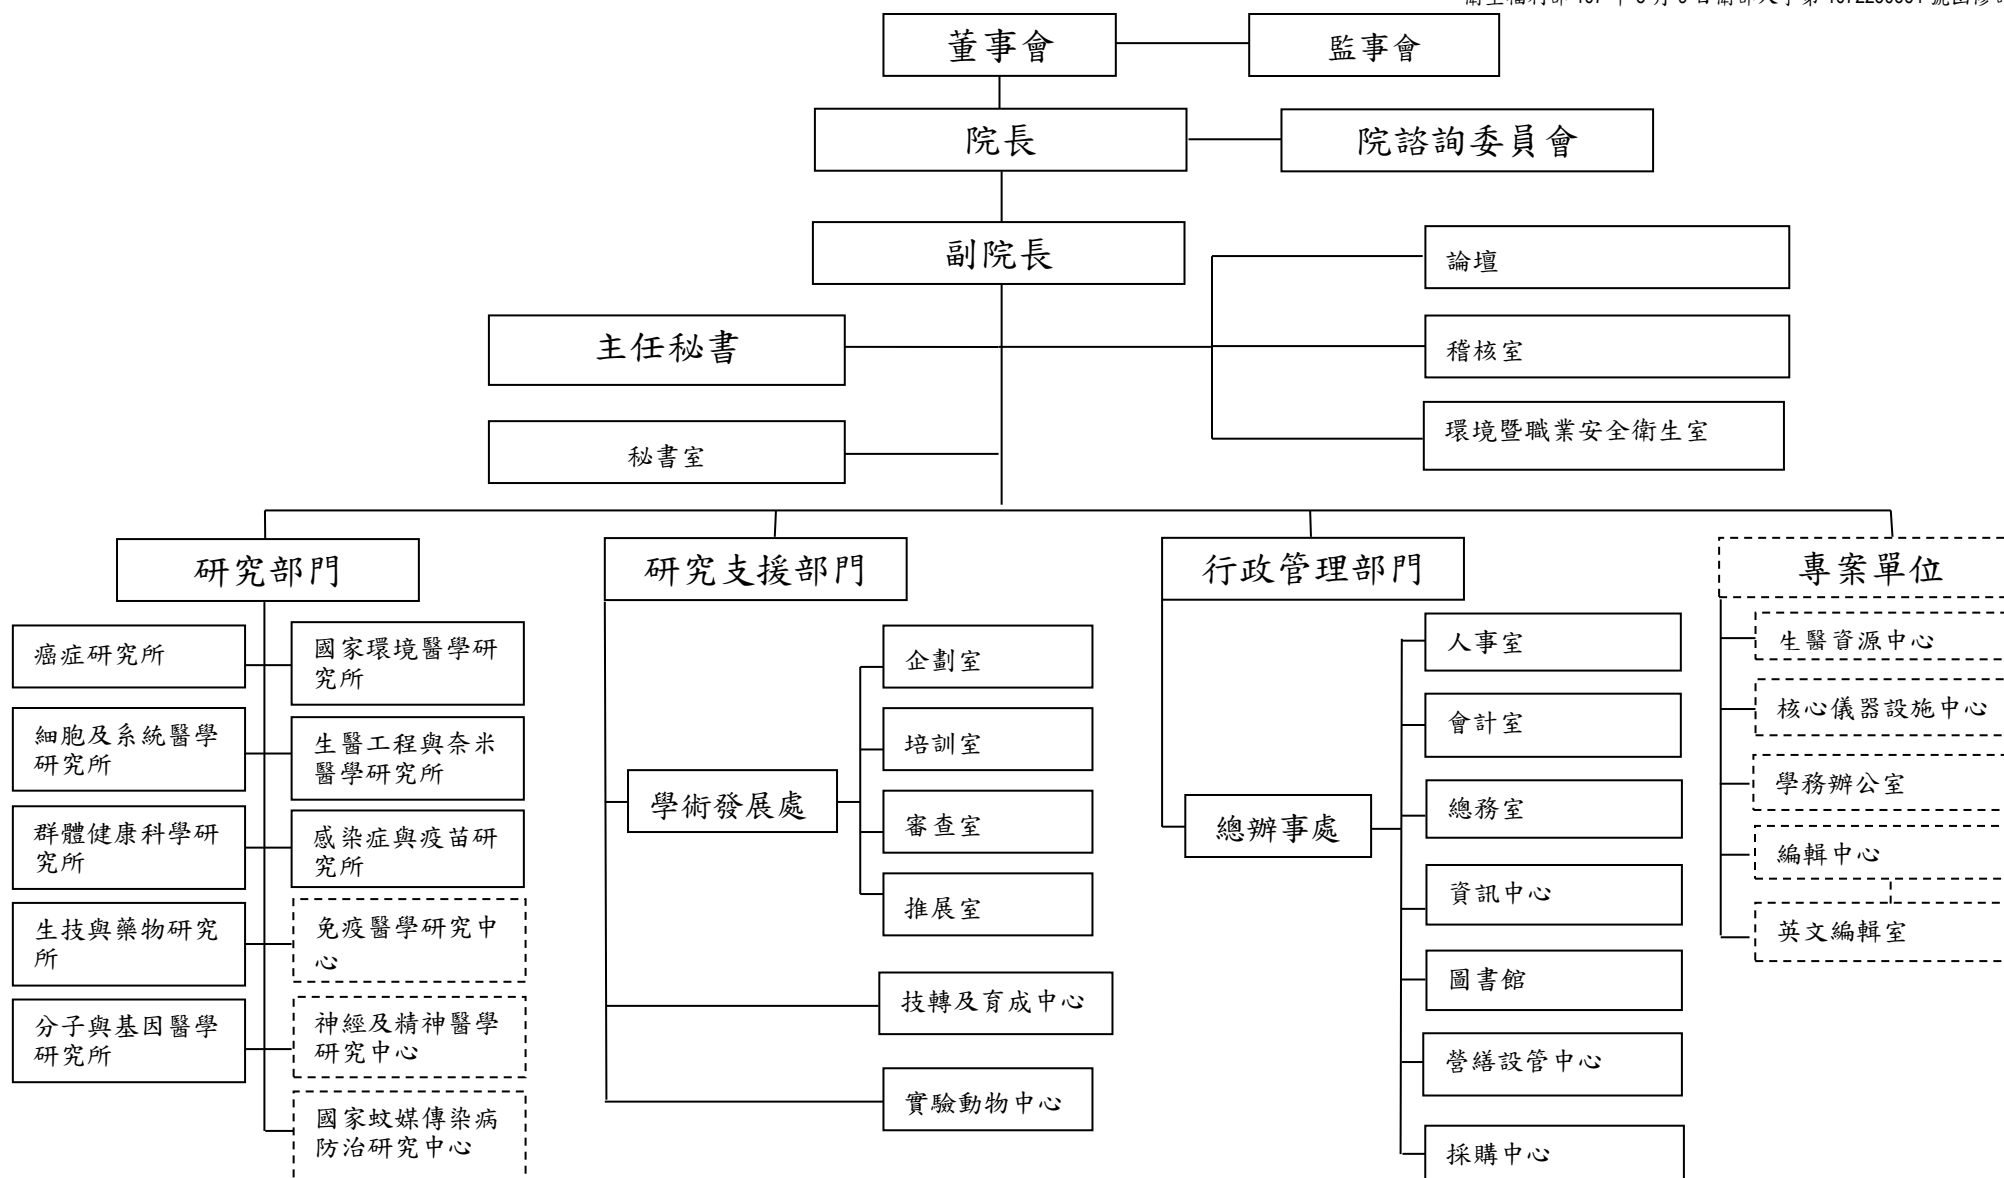 董事會
監事會
院長
院諮詢委員會
副院長
論壇
主任秘書
稽核室
環境暨職業安全衛生室
秘書室
研究部門
癌症研究所
國家環境醫學研
究所
細胞及系統醫學
研究所
生醫工程與奈米
醫學研究所
群體健康科學研
究所
感染症與疫苗研
究所
生技與藥物研究
所
免疫醫學研究中
心
分子與基因醫學
研究所
神經及精神醫學
研究中心
國家蚊媒傳染病
防治研究中心
研究支援部門
學術發展處
企劃室
培訓室
審查室
推展室
技轉及育成中心
實驗動物中心
行政管理部門
總辦事處
人事室
會計室
總務室
資訊中心
圖書館
營繕設管中心
採購中心
專案單位
生醫資源中心
核心儀器設施中心
學務辦公室
編輯中心
英文編輯室